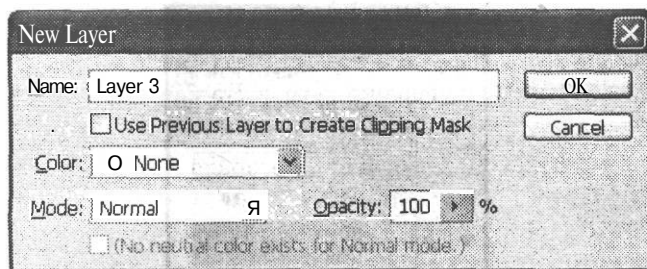 New Layer
Name: Layer 3
OK
Use Previous Layer to Create Clipping Mask
Cancel
Color: O None
Mode: Normal Я Opacity: 100 %
(No neutral color exists for Normal mode.)